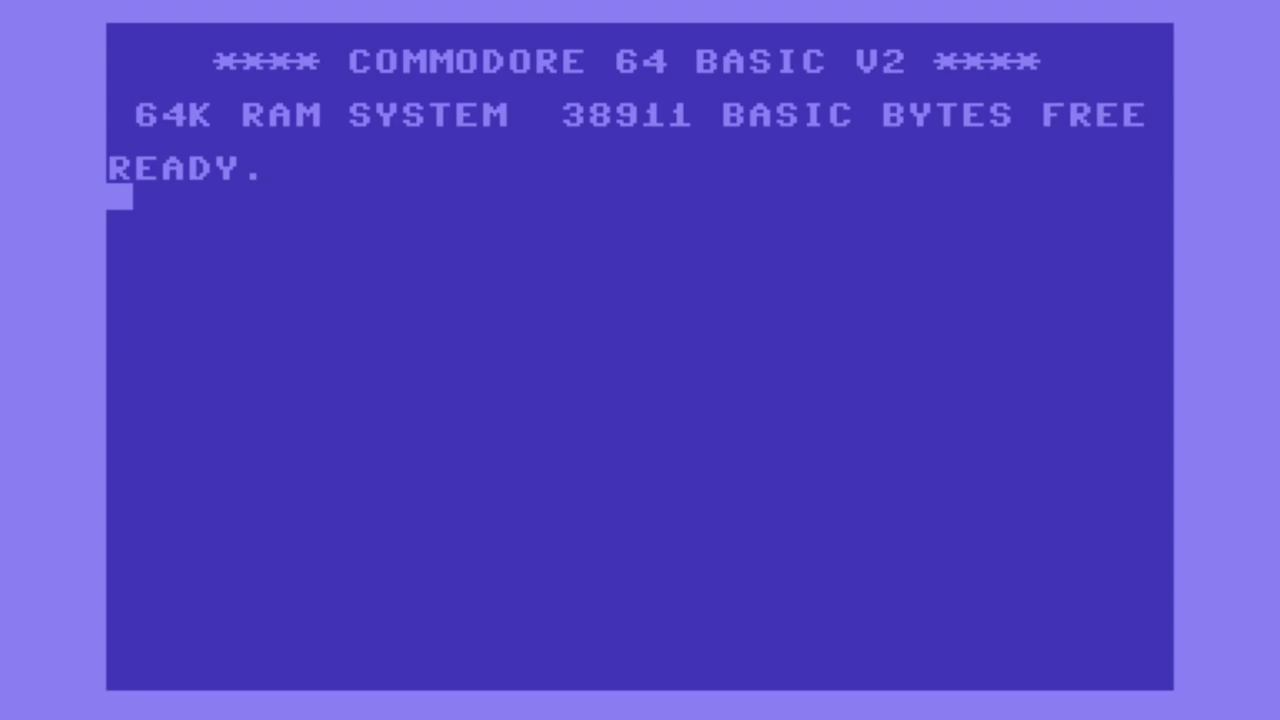 **** COMMODORE 64 BASIC V2 ****
64K RAM SYSTEM  38911 BASIC BYTES FREE
READY.